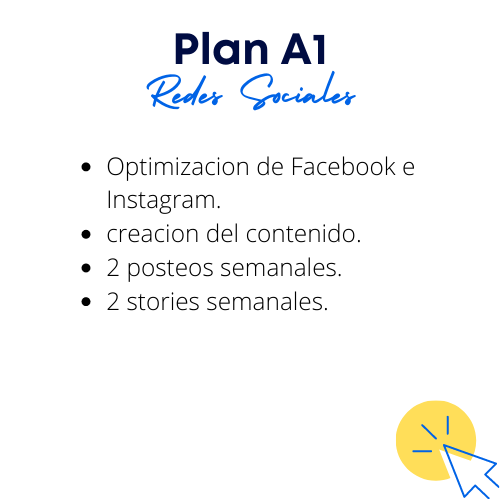 Plan A1
Redes Sociales
• Optimizacion de Facebook e
Instagram.
• creacion del contenido.
• 2 posteos semanales.
• 2 stories semanales.